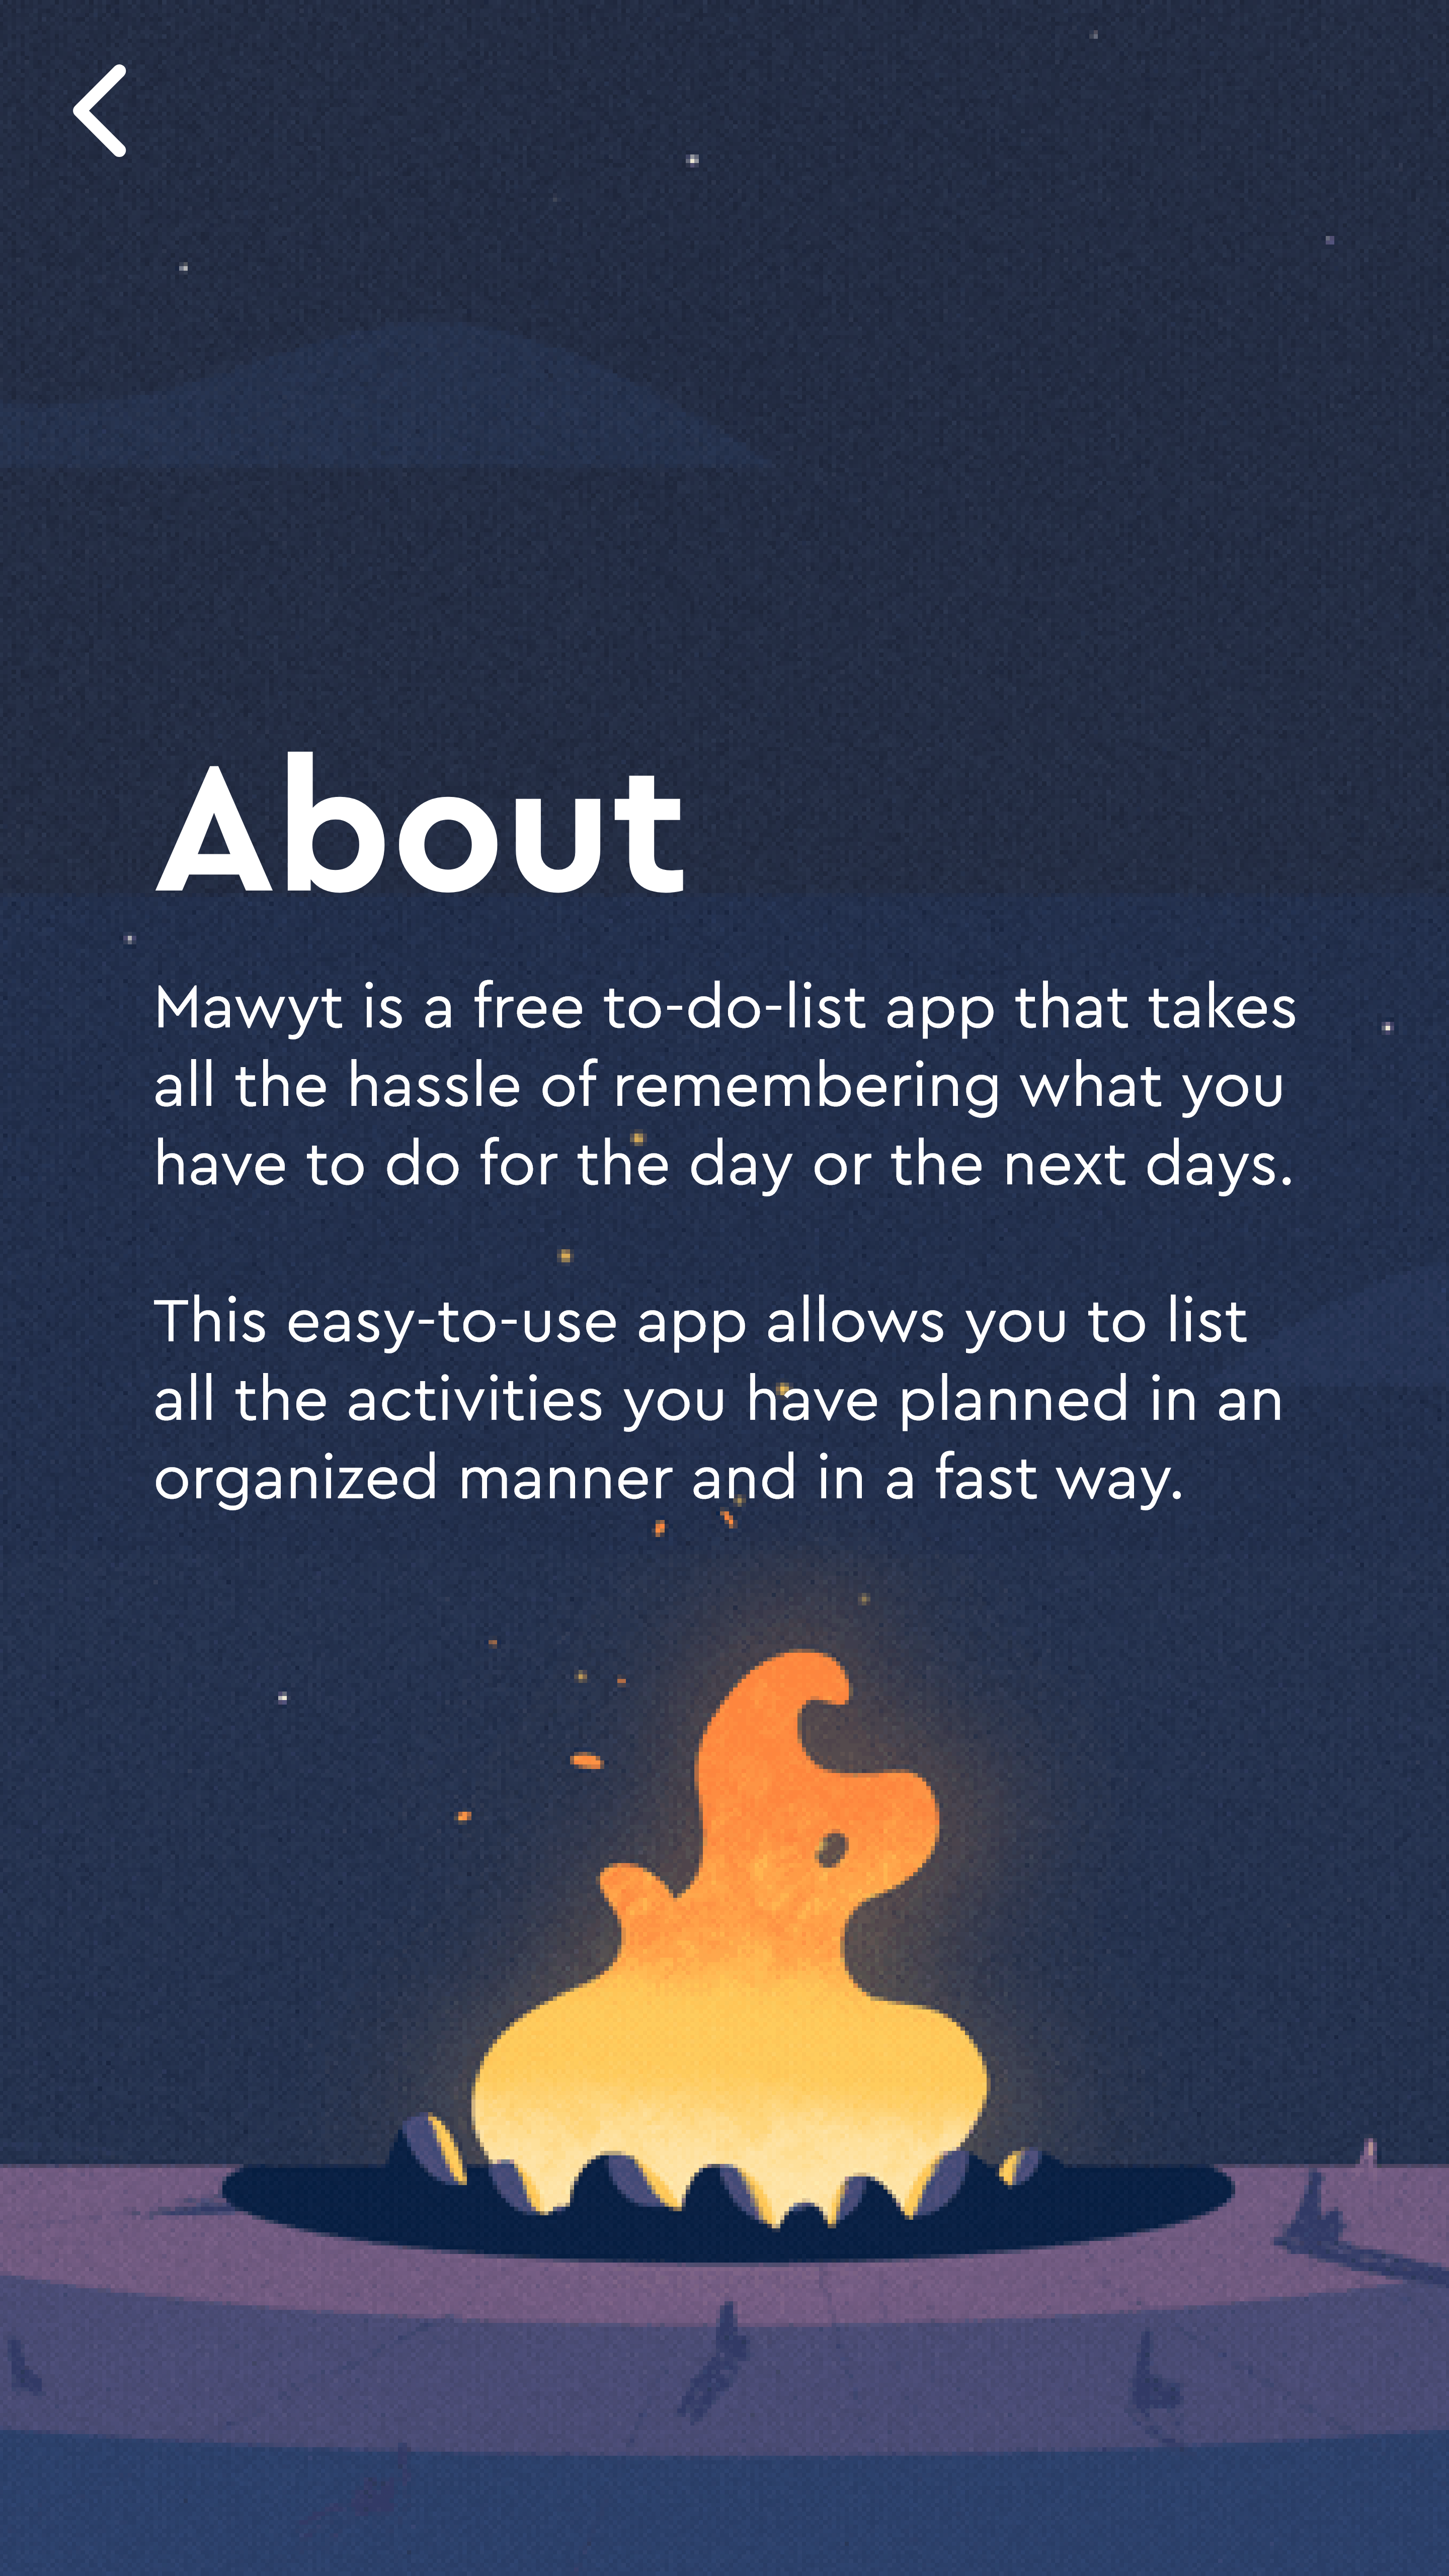 About
Mawyt is a free to-do-list app that takes
all the hassle of remembering what you
have to do for the day or the next days.
This easy-to-use app allows you to list
all the activities you have planned in an
organized manner and in a fast way.